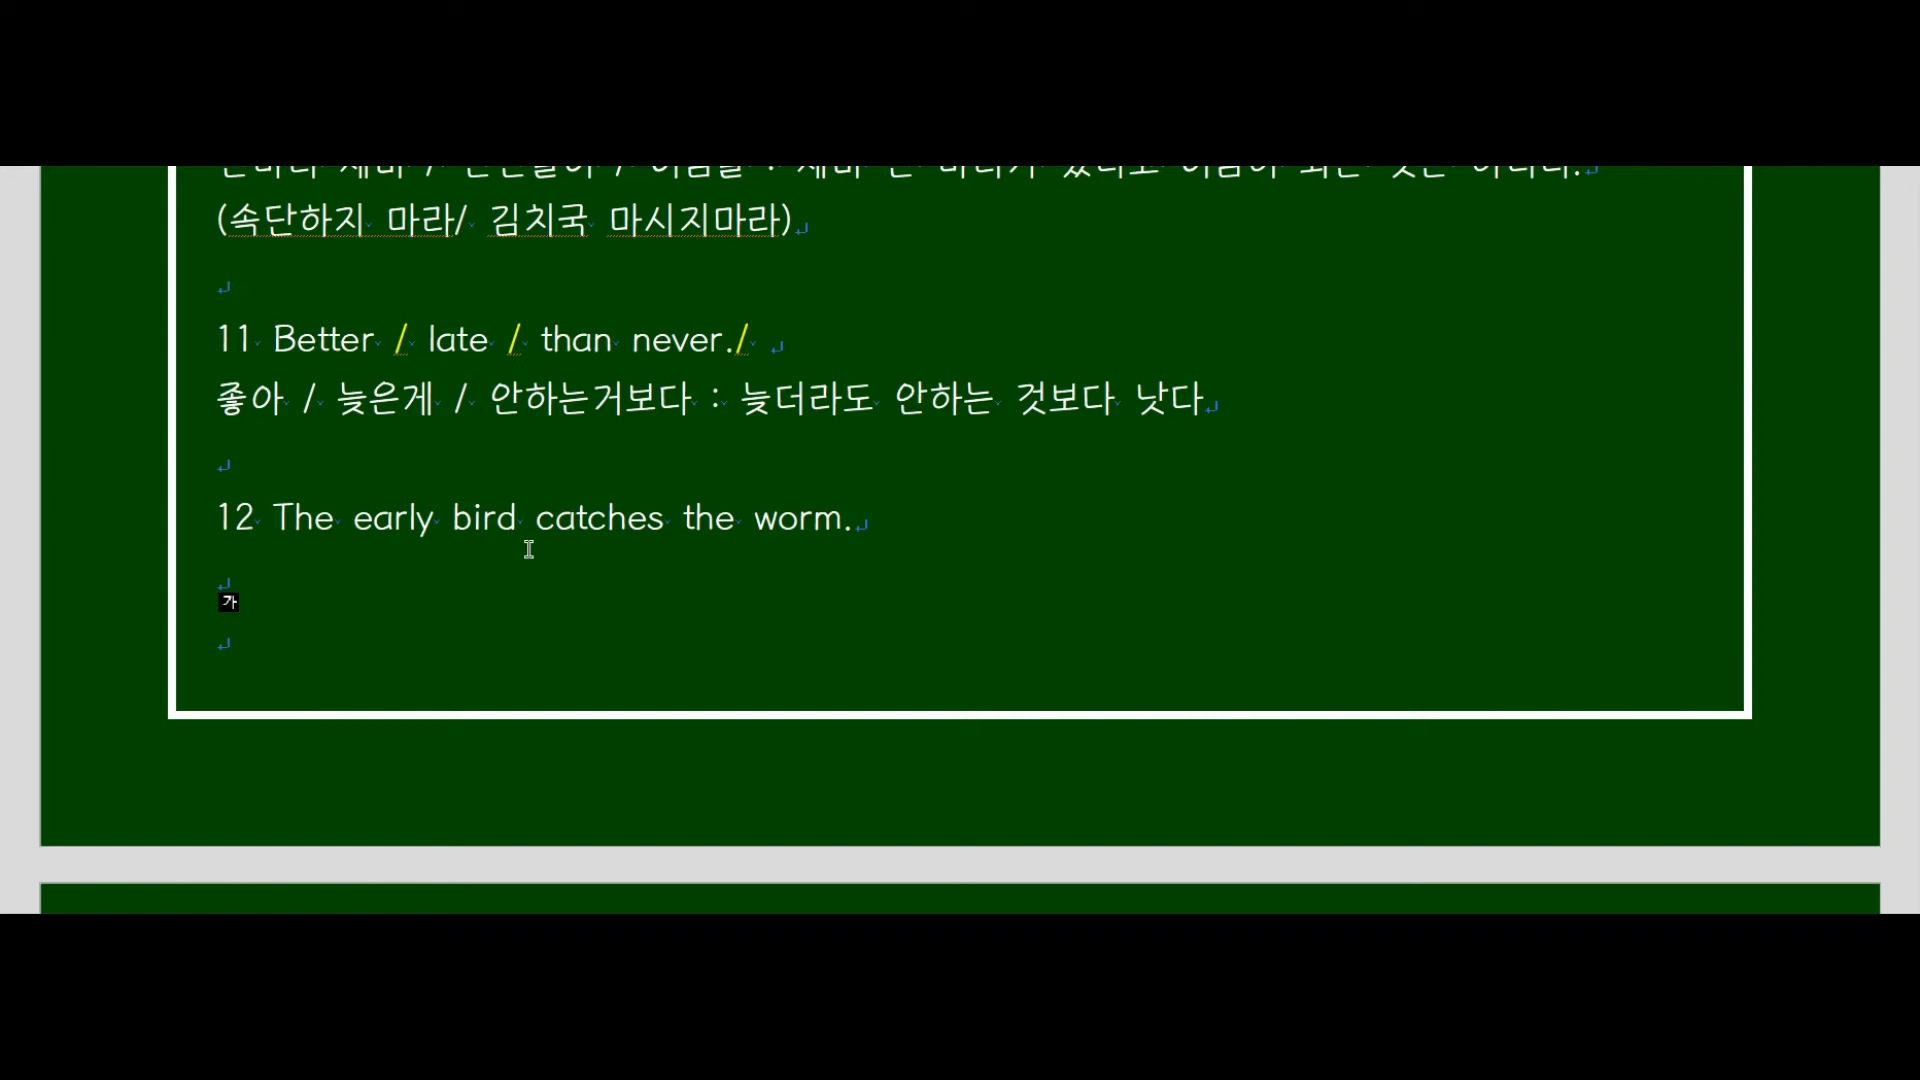 (속단하지 마라/ 김치국 마시지마라)
11 Better / late / than never./
좋아 / 늦은게 / 안하는거보다 : 늦더라도 안하는 것보다 낫다
12 The early bird catches the worm.
가